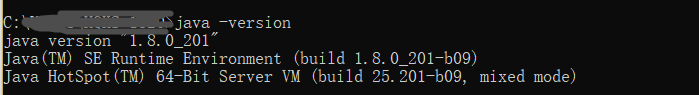 C:\ java -version
java version "1.8.0_201"
Java(TM) SE Runtime Environment (build 1.8.0_201-b09)
Java HotSpot(TM) 64-Bit Server VM (build 25.201-b09, mixed mode)